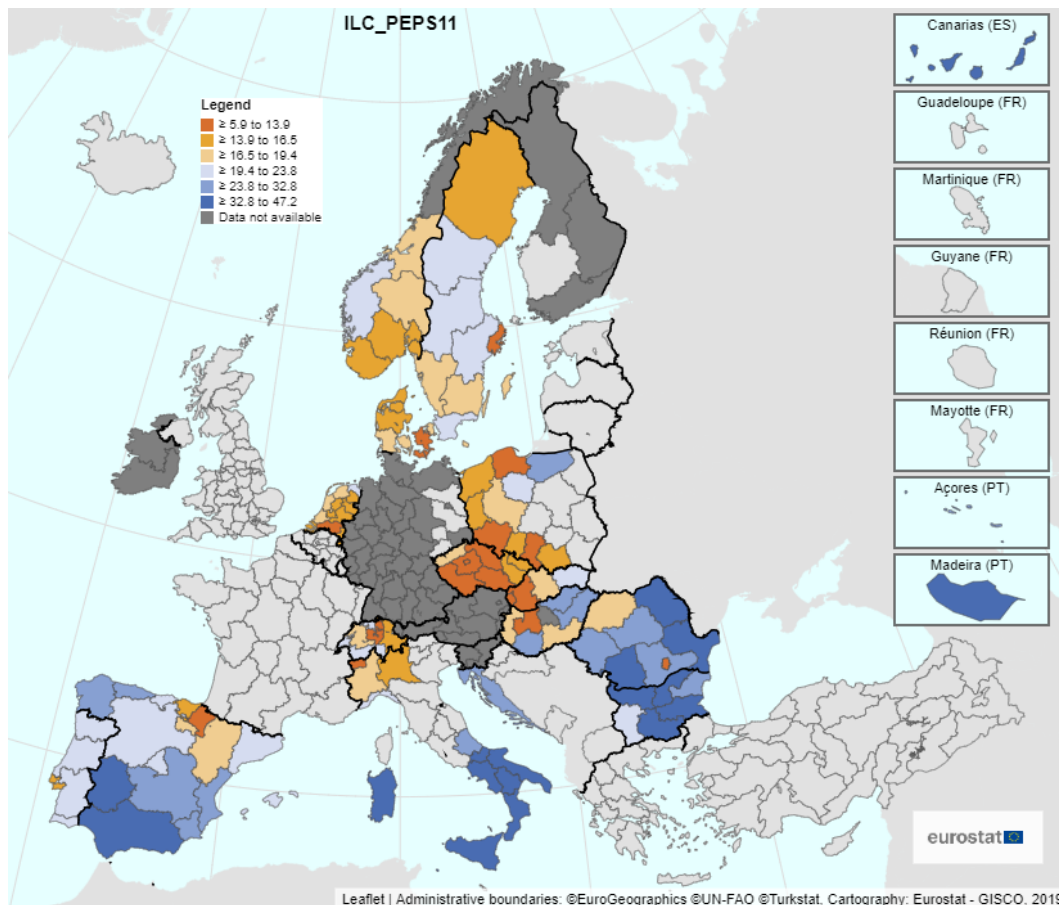 ILC_PEPS11
Legend
≥ 5.9 to 13.9
≥ 13.9 to 16.5
≥ 16.5 to 19.4
≥ 19.4 to 23.8
≥ 23.8 to 32.8
≥ 32.8 to 47.2
Data not available
Canarias (ES)
Guadeloupe (FR)
Martinique (FR)
Guyane (FR)
Réunion (FR)
Mayotte (FR)
Açores (PT)
Madeira (PT)
eurostat
Leaflet | Administrative boundaries: ©EuroGeographics ©UN-FAO ©Turkstat, Cartography: Eurostat - GISCO, 2019